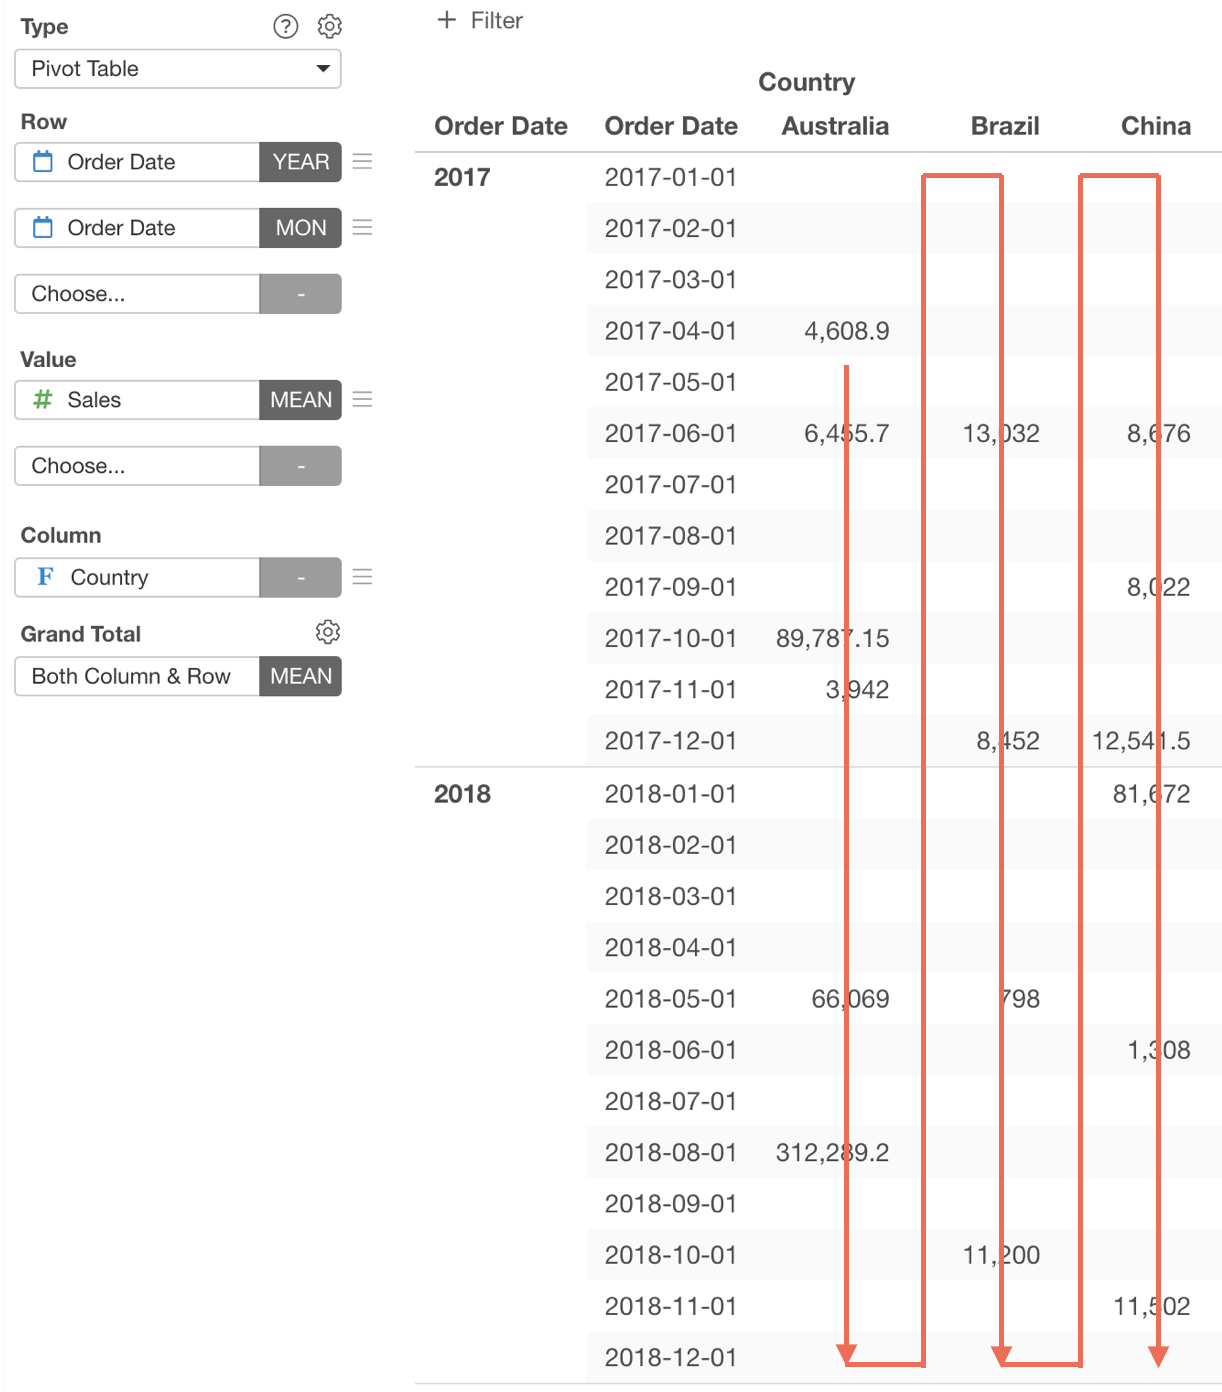 Type
Pivot Table
Row
Order Date YEAR
Order Date MON
Choose... -
Value
# Sales MEAN
Choose... -
Column
F Country -
Grand Total
Both Column & Row MEAN
+ Filter
Country
Order Date Order Date Australia Brazil China
2017 2017-01-01
2017-02-01
2017-03-01
2017-04-01 4,608.9
2017-05-01
2017-06-01 6,455.7 13,032 8,676
2017-07-01
2017-08-01
2017-09-01 8,022
2017-10-01 89,787.15
2017-11-01 3,942
2017-12-01 8,452 12,541.5
2018 2018-01-01 81,672
2018-02-01
2018-03-01
2018-04-01
2018-05-01 66,069 798
2018-06-01 1,308
2018-07-01
2018-08-01 312,289.2
2018-09-01
2018-10-01 11,200
2018-11-01 11,502
2018-12-01